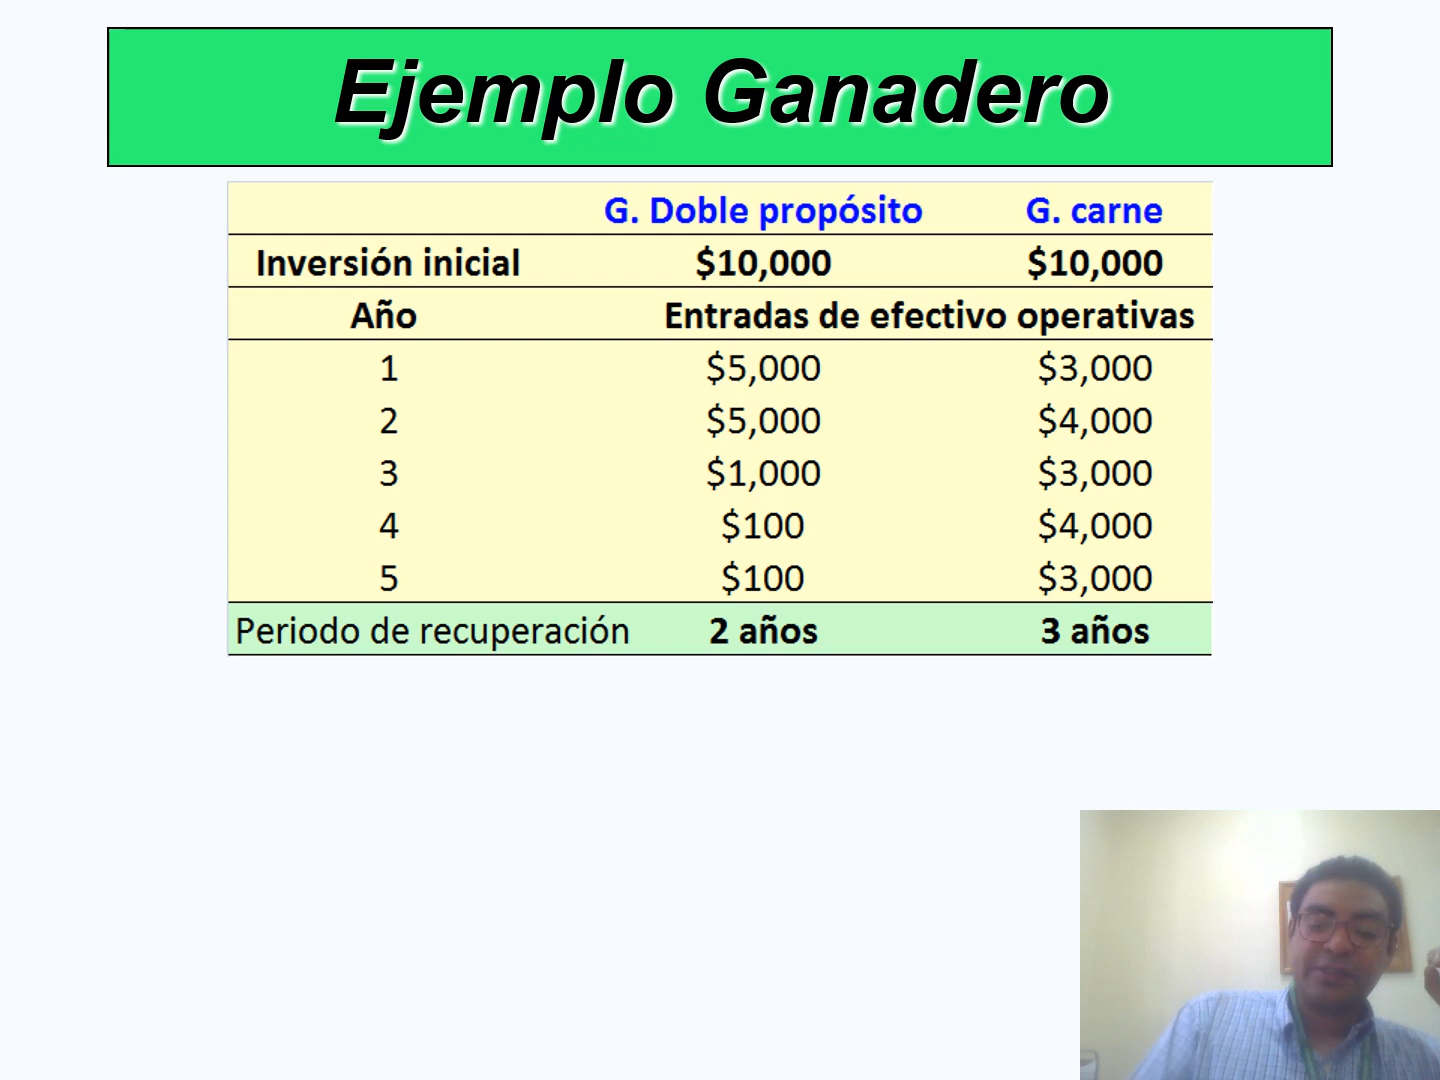 Ejemplo Ganadero
G. Doble propósito G. carne
Inversión inicial $10,000 $10,000
Año Entradas de efectivo operativas
1 $5,000 $3,000
2 $5,000 $4,000
3 $1,000 $3,000
4 $100 $4,000
5 $100 $3,000
Periodo de recuperación 2 años 3 años